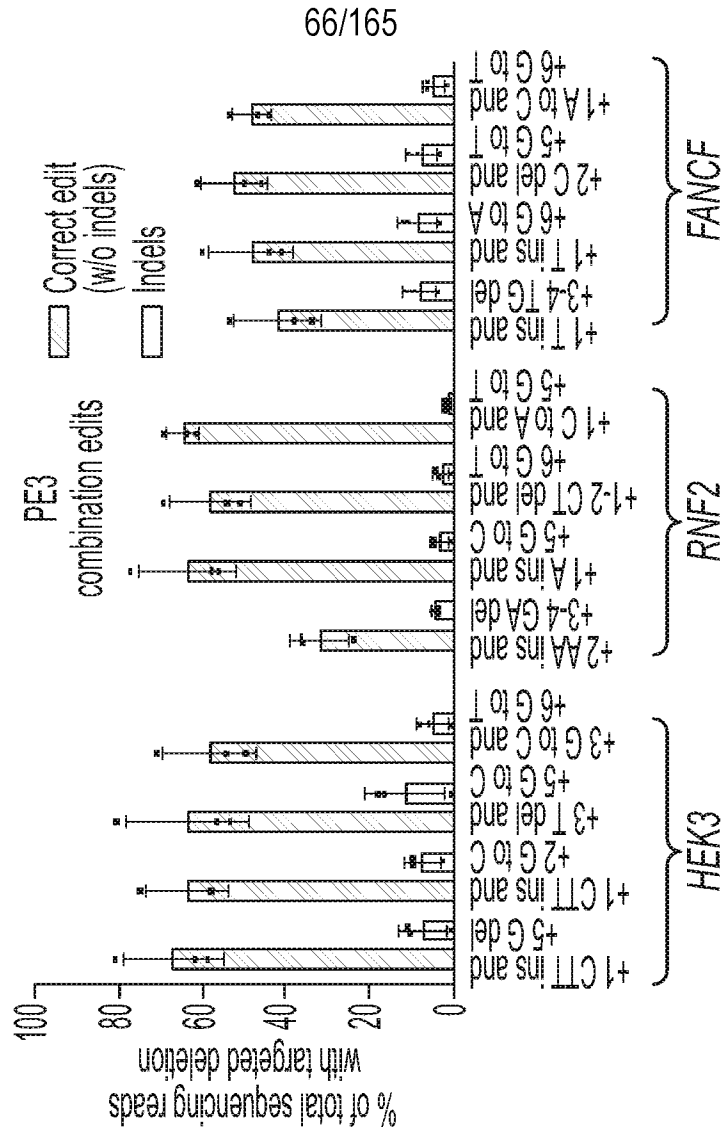 66/165
PE3
combination edits
Correct edit
(w/o indels)
Indels
% of total sequencing reads
with targeted deletion
100
80
60
40
20
0
+1 CTT ins and
+5 G del
+1 CTT ins and
+2 G to C
+3 T del and
+5 G to C
+3 G to C and
+6 G to T
+2 AA ins and
+3-4 GA del
+1 A ins and
+5 G to C
+1-2 CT del and
+6 G to T
+1 C to A and
+5 G to T
+1 T ins and
+3-4 TG del
+1 T ins and
+6 G to A
+2 C del and
+5 G to T
+1 A to C and
+6 G to T
HEK3
RNF2
FANCF